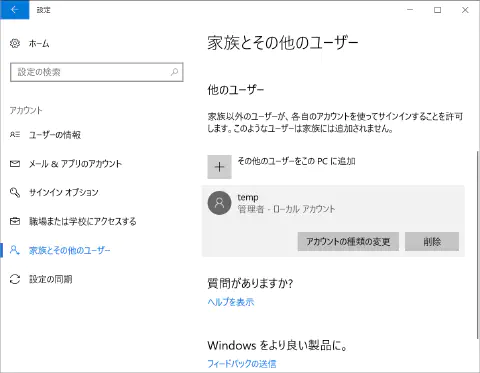 設定
ホーム
設定の検索
アカウント
ユーザーの情報
メール & アプリのアカウント
サインイン オプション
職場または学校にアクセスする
家族とその他のユーザー
設定の同期
家族とその他のユーザー
他のユーザー
家族以外のユーザーが、各自のアカウントを使ってサインインすることを許可
します。このようなユーザーは家族には追加されません。
その他のユーザーをこの PC に追加
temp
管理者 - ローカル アカウント
アカウントの種類の変更
削除
質問がありますか?
ヘルプを表示
Windows をより良い製品に。
フィードバックの送信